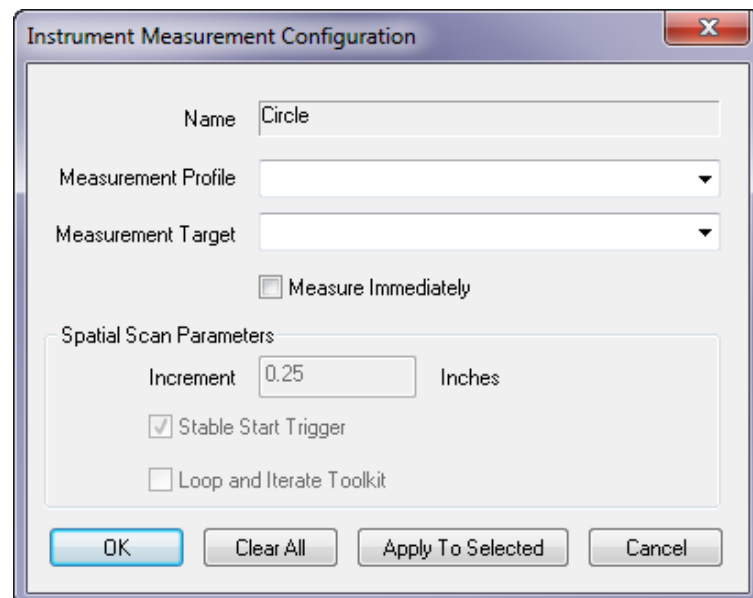 Instrument Measurement Configuration
Name Circle
Measurement Profile
Measurement Target
Measure Immediately
Spatial Scan Parameters
Increment 0.25 Inches
Stable Start Trigger
Loop and Iterate Toolkit
OK Clear All Apply To Selected Cancel